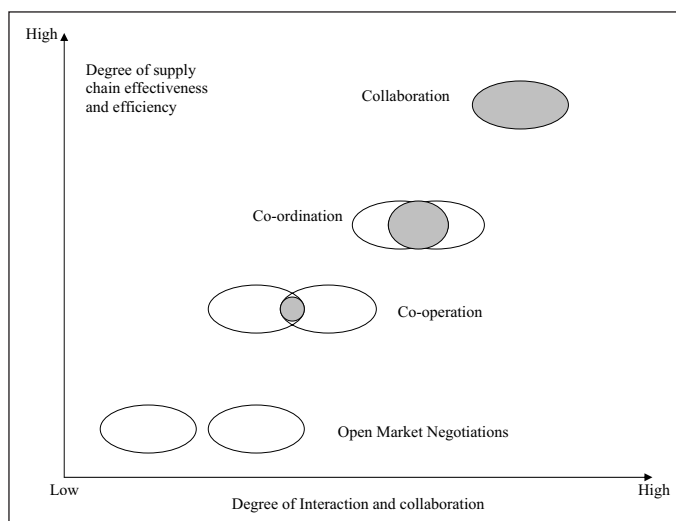 High
Degree of supply
chain effectiveness
and efficiency
Collaboration
Co-ordination
Co-operation
Open Market Negotiations
Low
High
Degree of Interaction and collaboration